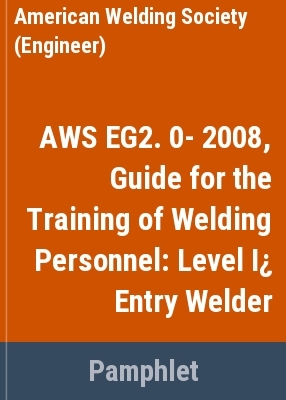 American Welding Society
(Engineer)
AWS EG2. 0- 2008,
Guide for the
Training of Welding
Personnel: Level I¿
Entry Welder
Pamphlet